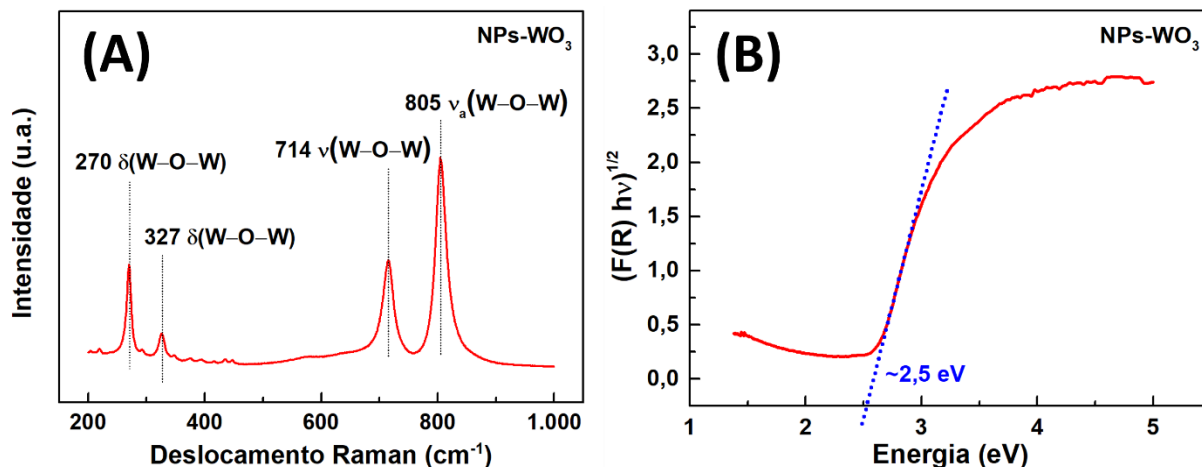 (A)
NPs-WO₃
805 νₐ(W–O–W)
714 ν(W–O–W)
270 δ(W–O–W)
327 δ(W–O–W)
Intensidade (u.a.)
200 400 600 800 1.000
Deslocamento Raman (cm⁻¹)
(B)
NPs-WO₃
3,0
2,5
2,0
1,5
1,0
0,5
0,0
(F(R) hν)¹/²
~2,5 eV
1 2 3 4 5
Energia (eV)